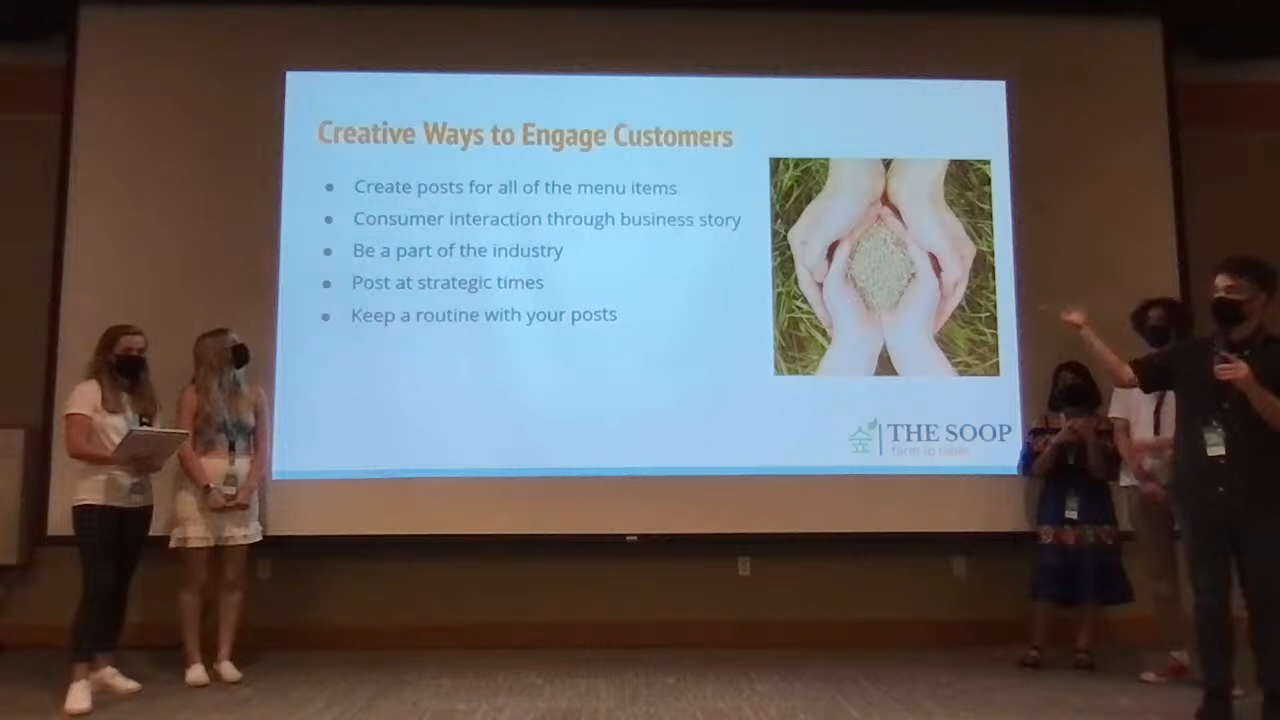 Creative Ways to Engage Customers
Create posts for all of the menu items
Consumer interaction through business story
Be a part of the industry
Post at strategic times
Keep a routine with your posts
숲 THE SOOP
farm to table